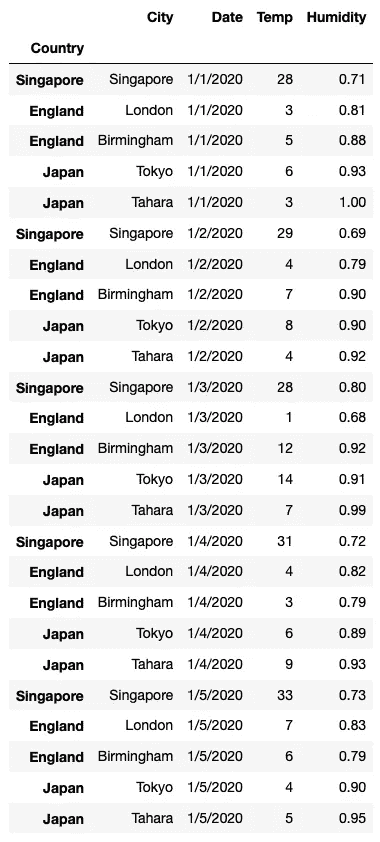 City Date Temp Humidity
Country
Singapore Singapore 1/1/2020 28 0.71
England London 1/1/2020 3 0.81
England Birmingham 1/1/2020 5 0.88
Japan Tokyo 1/1/2020 6 0.93
Japan Tahara 1/1/2020 3 1.00
Singapore Singapore 1/2/2020 29 0.69
England London 1/2/2020 4 0.79
England Birmingham 1/2/2020 7 0.90
Japan Tokyo 1/2/2020 8 0.90
Japan Tahara 1/2/2020 4 0.92
Singapore Singapore 1/3/2020 28 0.80
England London 1/3/2020 1 0.68
England Birmingham 1/3/2020 12 0.92
Japan Tokyo 1/3/2020 14 0.91
Japan Tahara 1/3/2020 7 0.99
Singapore Singapore 1/4/2020 31 0.72
England London 1/4/2020 4 0.82
England Birmingham 1/4/2020 3 0.79
Japan Tokyo 1/4/2020 6 0.89
Japan Tahara 1/4/2020 9 0.93
Singapore Singapore 1/5/2020 33 0.73
England London 1/5/2020 7 0.83
England Birmingham 1/5/2020 6 0.79
Japan Tokyo 1/5/2020 4 0.90
Japan Tahara 1/5/2020 5 0.95